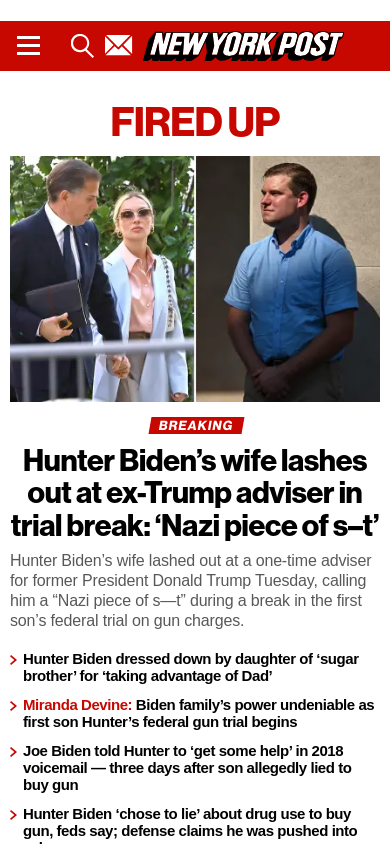 NEW YORK POST
FIRED UP
BREAKING
Hunter Biden’s wife lashes
out at ex-Trump adviser in
trial break: ‘Nazi piece of s–t’
Hunter Biden’s wife lashed out at a one-time adviser
for former President Donald Trump Tuesday, calling
him a “Nazi piece of s—t” during a break in the first
son’s federal trial on gun charges.
Hunter Biden dressed down by daughter of ‘sugar
brother’ for ‘taking advantage of Dad’
Miranda Devine: Biden family’s power undeniable as
first son Hunter’s federal gun trial begins
Joe Biden told Hunter to ‘get some help’ in 2018
voicemail — three days after son allegedly lied to
buy gun
Hunter Biden ‘chose to lie’ about drug use to buy
gun, feds say; defense claims he was pushed into